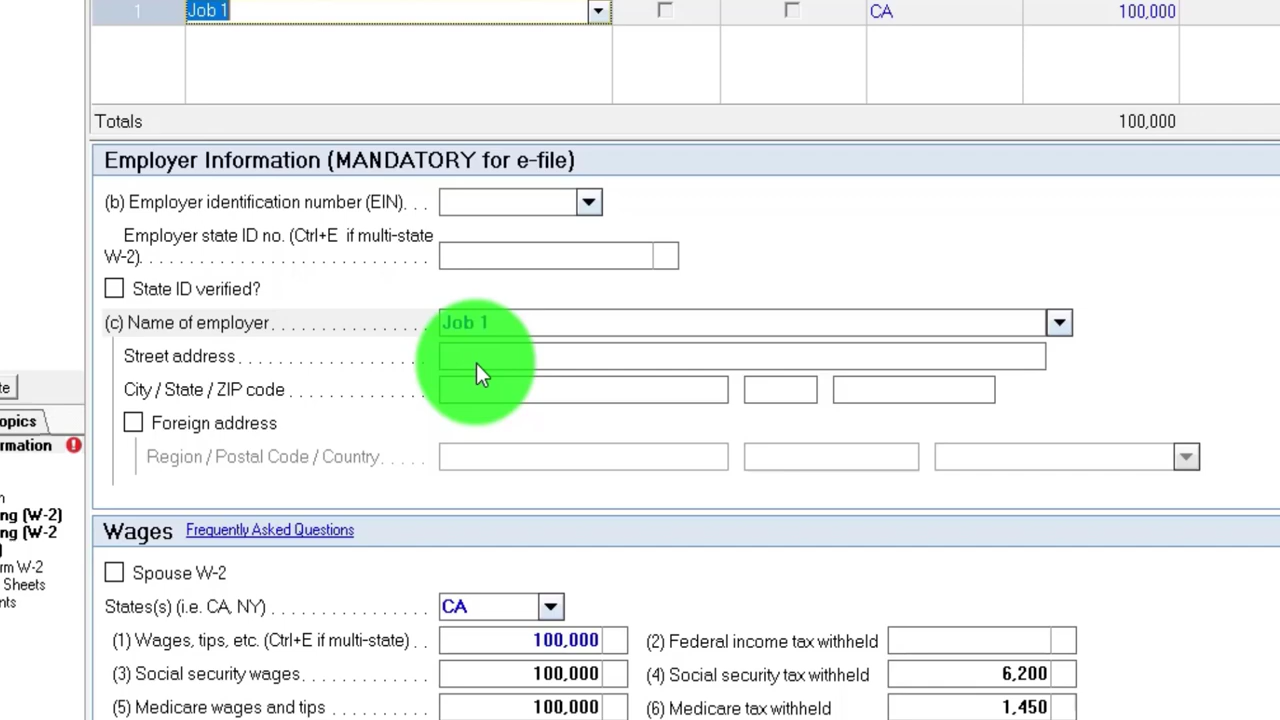 1 Job 1 CA 100,000
Totals 100,000
Employer Information (MANDATORY for e-file)
(b) Employer identification number (EIN). . .
Employer state ID no. (Ctrl+E if multi-state
W-2). . . . . . . . . . . . . . . . . . . . . . . . . . . .
State ID verified?
(c) Name of employer. . . . . . . . . . . . . . . Job 1
Street address . . . . . . . . . . . . . . . . . .
City / State / ZIP code . . . . . . . . . . . . .
te
Foreign address
opics
rmation
Region / Postal Code / Country. . . . .
n
ng (W-2)
ng (W-2
)
Wages Frequently Asked Questions
rm W-2
Spouse W-2
Sheets
nts
States(s) (i.e. CA, NY) . . . . . . . . . . . . . . . CA
(1) Wages, tips, etc. (Ctrl+E if multi-state) . . 100,000 (2) Federal income tax withheld
(3) Social security wages. . . . . . . . . . . . 100,000 (4) Social security tax withheld 6,200
(5) Medicare wages and tips . . . . . . . . . 100,000 (6) Medicare tax withheld 1,450